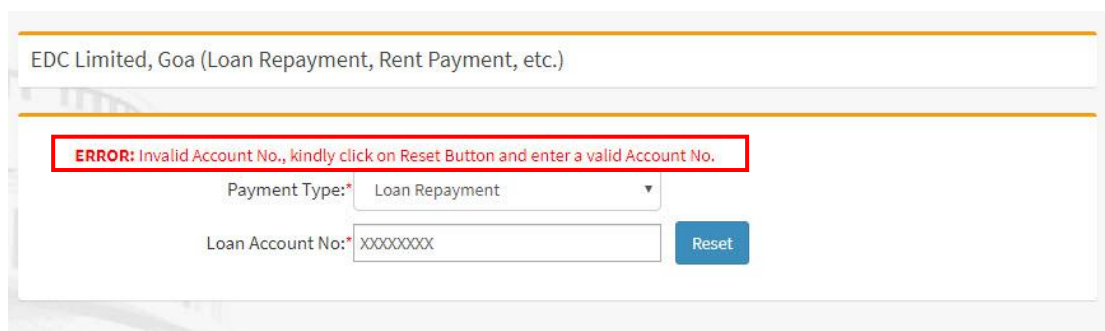 EDC Limited, Goa (Loan Repayment, Rent Payment, etc.)
ERROR: Invalid Account No., kindly click on Reset Button and enter a valid Account No.
Payment Type:* Loan Repayment
Loan Account No:* XXXXXXXX Reset